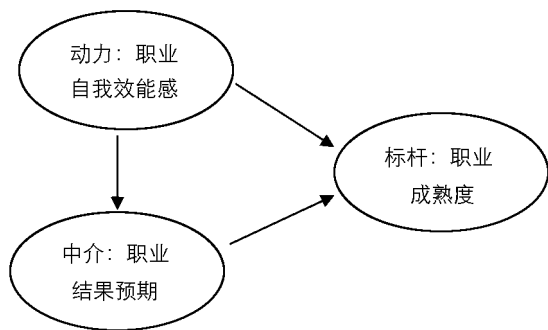 动力：职业
自我效能感
标杆：职业
成熟度
中介：职业
结果预期